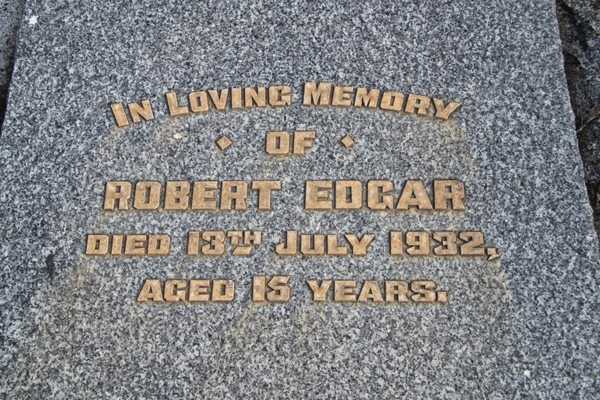 IN LOVING MEMORY
OF
ROBERT EDGAR
DIED 13TH JULY 1932,
AGED 15 YEARS.